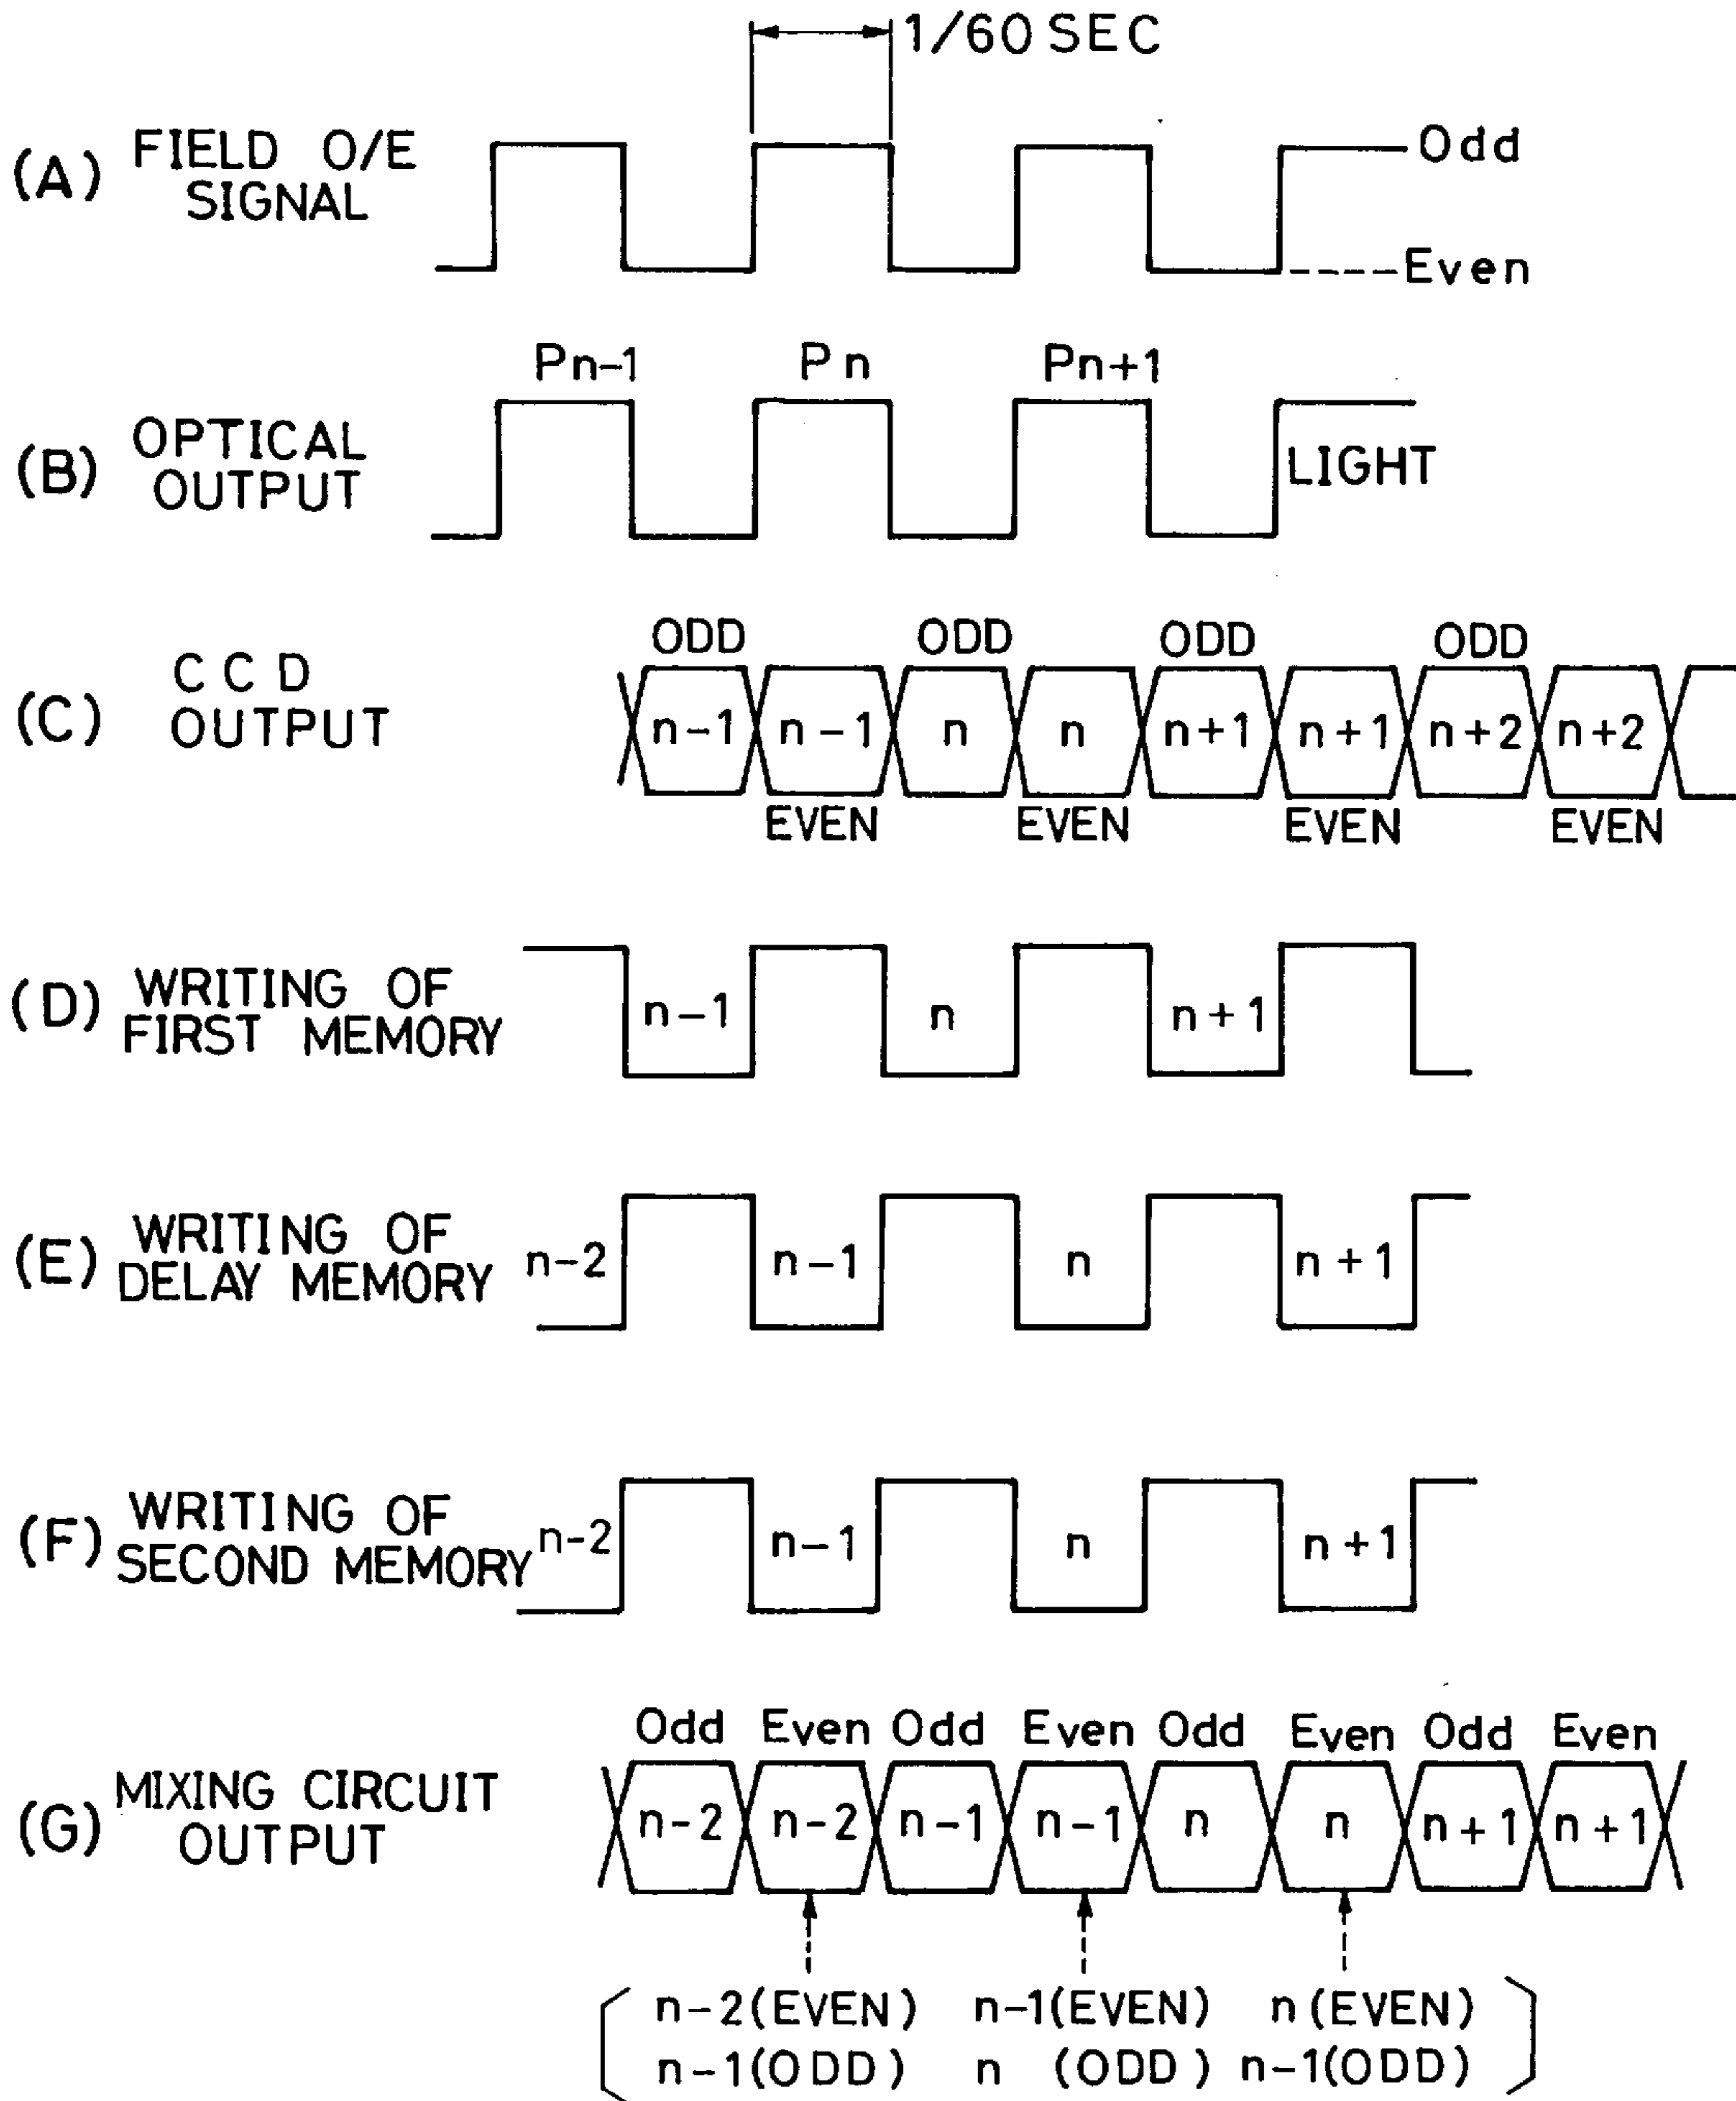 1/60 SEC
(A) FIELD O/E SIGNAL
Odd
Even
Pn-1 Pn Pn+1
(B) OPTICAL OUTPUT
LIGHT
ODD ODD ODD ODD
(C) CCD OUTPUT
n-1 n-1 n n n+1 n+1 n+2 n+2
EVEN EVEN EVEN EVEN
(D) WRITING OF FIRST MEMORY
n-1 n n+1
(E) WRITING OF DELAY MEMORY
n-2 n-1 n n+1
(F) WRITING OF SECOND MEMORY
n-2 n-1 n n+1
Odd Even Odd Even Odd Even Odd Even
(G) MIXING CIRCUIT OUTPUT
n-2 n-2 n-1 n-1 n n n+1 n+1
n-2(EVEN) n-1(EVEN) n(EVEN)
n-1(ODD) n (ODD) n-1(ODD)